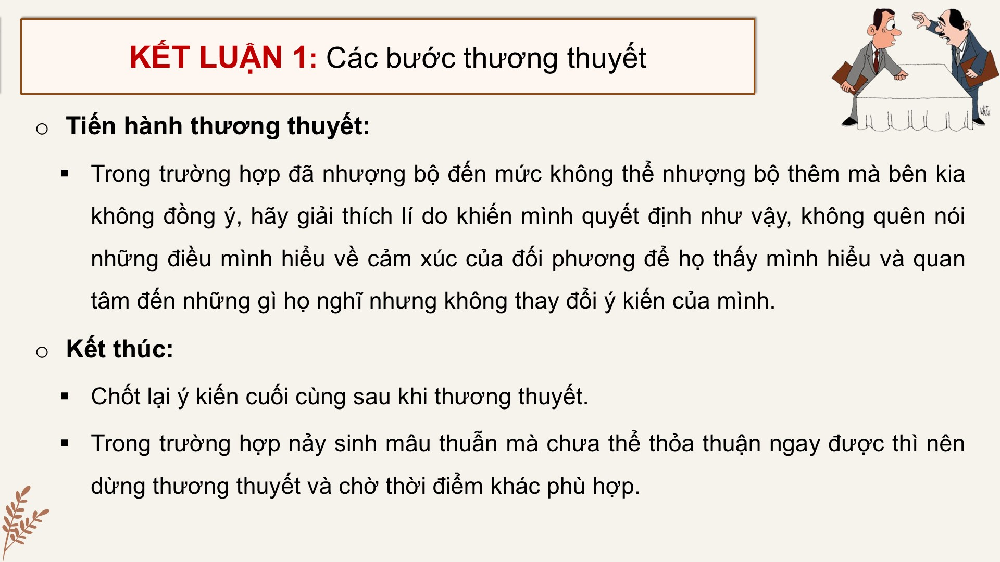 KẾT LUẬN 1: Các bước thương thuyết
o Tiến hành thương thuyết:
▪ Trong trường hợp đã nhượng bộ đến mức không thể nhượng bộ thêm mà bên kia
không đồng ý, hãy giải thích lí do khiến mình quyết định như vậy, không quên nói
những điều mình hiểu về cảm xúc của đối phương để họ thấy mình hiểu và quan
tâm đến những gì họ nghĩ nhưng không thay đổi ý kiến của mình.
o Kết thúc:
▪ Chốt lại ý kiến cuối cùng sau khi thương thuyết.
▪ Trong trường hợp nảy sinh mâu thuẫn mà chưa thể thỏa thuận ngay được thì nên
dừng thương thuyết và chờ thời điểm khác phù hợp.